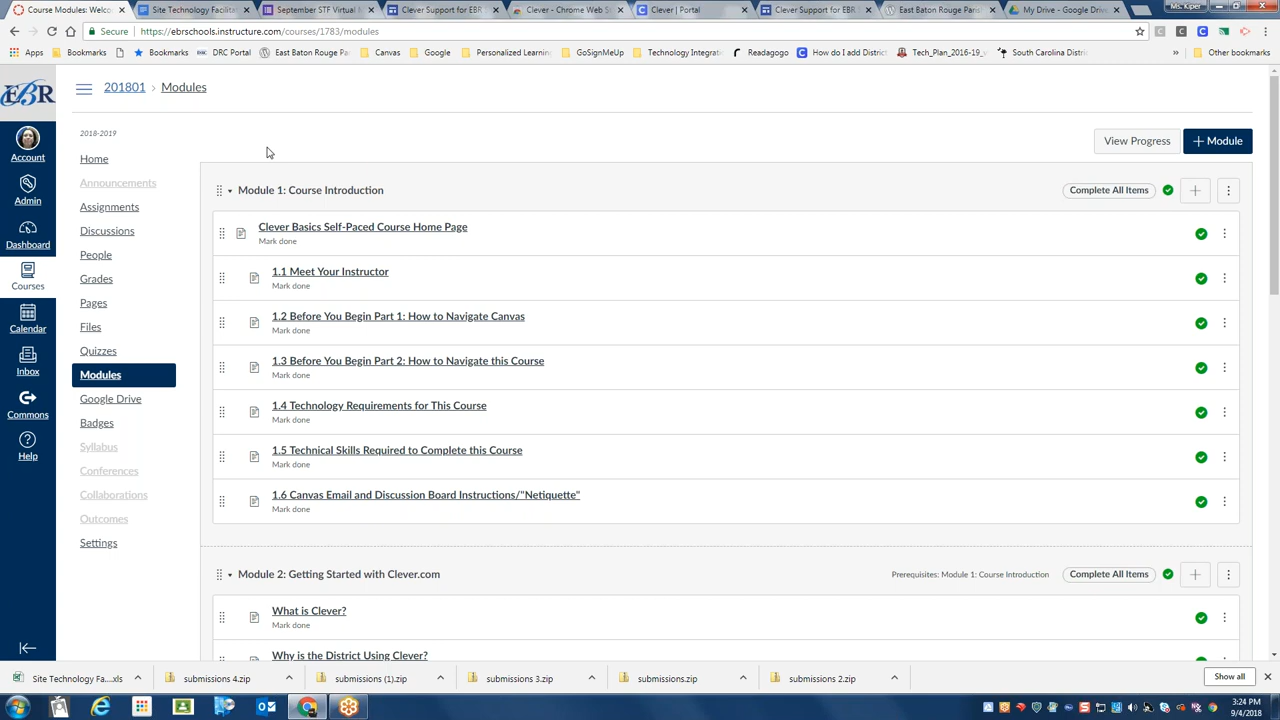 Ms. Kiper
Course Modules: Welc
Site Technology Facilitat
September STF Virtual M
Clever Support for EBR
Clever - Chrome Web St
Clever | Portal
Clever Support for EBR
East Baton Rouge Paris
My Drive - Google Driv
Secure
https://ebrschools.instructure.com/courses/1783/modules
Apps
Bookmarks
DRC Portal
East Baton Rouge Pa
Canvas
Google
Personalized Learnin
GoSignMeUp
Technology Integrat
Readagogo
How do I add Distric
Tech_Plan_2016-19_v
South Carolina Distri
»
Other bookmarks
EBR
201801 › Modules
2018-2019
View Progress
+ Module
Account
Admin
Dashboard
Courses
Calendar
Inbox
Commons
Help
Home
Announcements
Assignments
Discussions
People
Grades
Pages
Files
Quizzes
Modules
Google Drive
Badges
Syllabus
Conferences
Collaborations
Outcomes
Settings
Module 1: Course Introduction
Complete All Items
Clever Basics Self-Paced Course Home Page
Mark done
1.1 Meet Your Instructor
Mark done
1.2 Before You Begin Part 1: How to Navigate Canvas
Mark done
1.3 Before You Begin Part 2: How to Navigate this Course
Mark done
1.4 Technology Requirements for This Course
Mark done
1.5 Technical Skills Required to Complete this Course
Mark done
1.6 Canvas Email and Discussion Board Instructions/"Netiquette"
Mark done
Module 2: Getting Started with Clever.com
Prerequisites: Module 1: Course Introduction
Complete All Items
What is Clever?
Mark done
Why is the District Using Clever?
Site Technology Fa....xls
submissions 4.zip
submissions (1).zip
submissions 3.zip
submissions.zip
submissions 2.zip
Show all
3:24 PM
9/4/2018